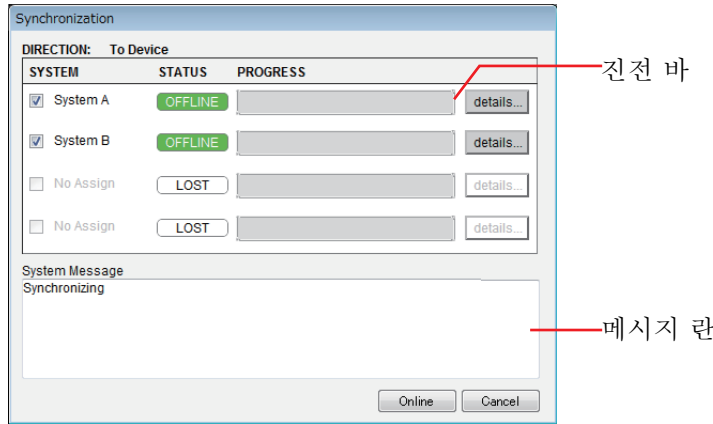 Synchronization
DIRECTION: To Device
SYSTEM STATUS PROGRESS
진전 바
System A OFFLINE details...
System B OFFLINE details...
No Assign LOST details...
No Assign LOST details...
System Message
Synchronizing
메시지 란
Online Cancel